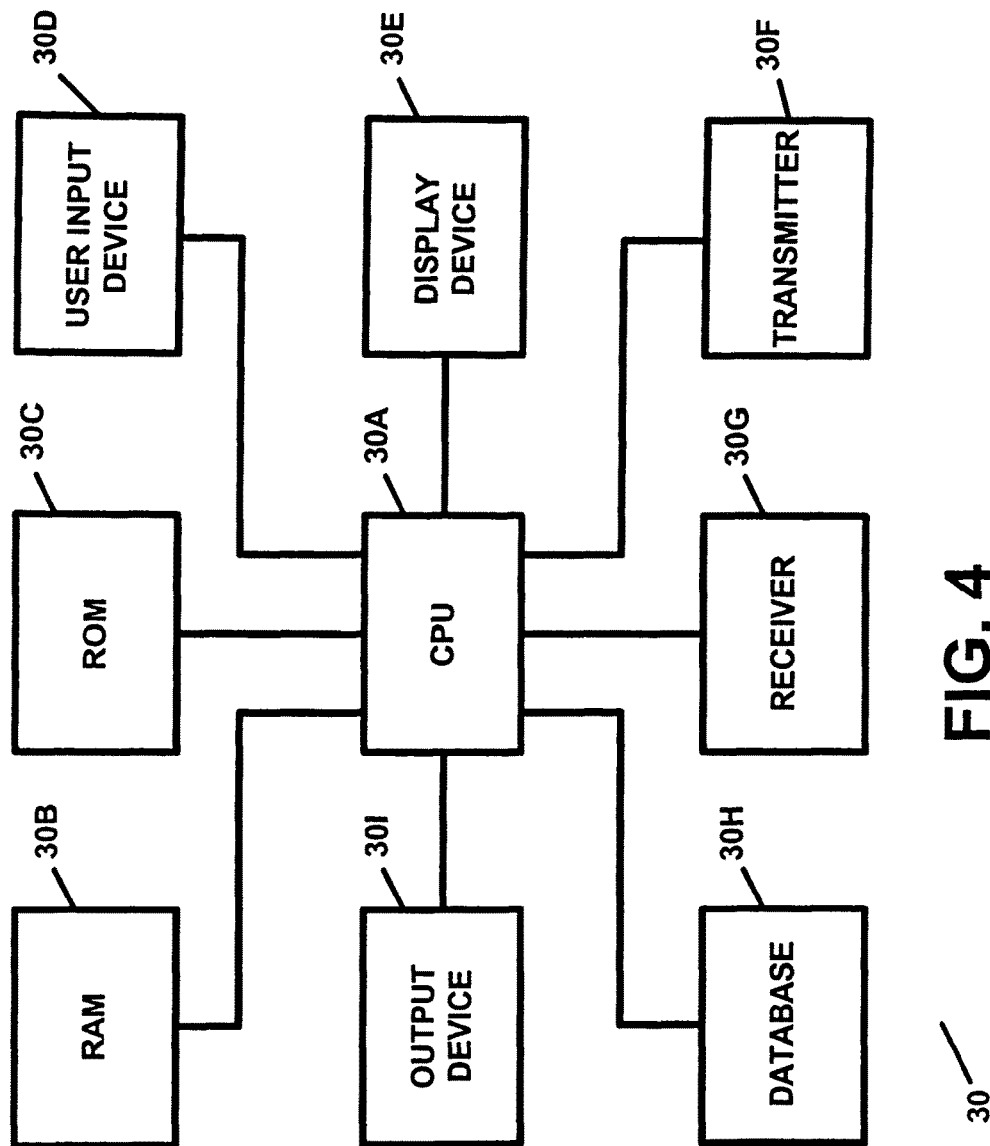 30B
RAM
30C
ROM
30D
USER INPUT
DEVICE
30I
OUTPUT
DEVICE
30A
CPU
30E
DISPLAY
DEVICE
30H
DATABASE
30G
RECEIVER
30F
TRANSMITTER
30
FIG. 4